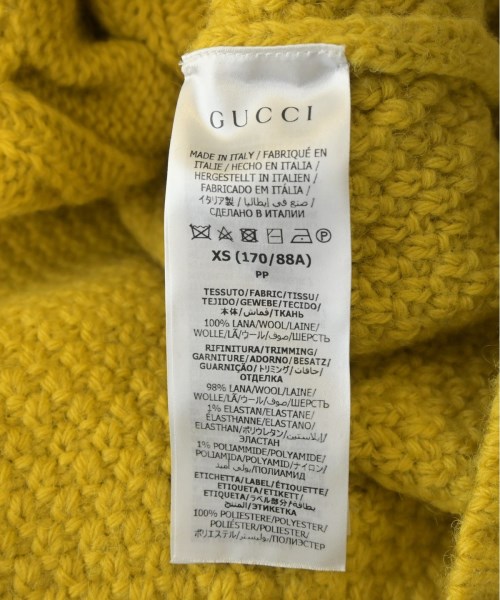 GUCCI
MADE IN ITALY / FABRIQUÉ EN
ITALIE / HECHO EN ITALIA /
HERGESTELLT IN ITALIEN /
FABRICADO EM ITÁLIA /
イタリア製 / صنع في إيطاليا /
СДЕЛАНО В ИТАЛИИ
P
XS (170/88A)
PP
TESSUTO/FABRIC/TISSU/
TEJIDO/GEWEBE/TECIDO/
本体/قماش/ТКАНЬ
100% LANA/WOOL/LAINE/
WOLLE/LÃ/ウール/صوف/ШЕРСТЬ
RIFINITURA/TRIMMING/
GARNITURE/ADORNO/BESATZ/
GUARNIÇÃO/トリミング/حافات/
ОТДЕЛКА
98% LANA/WOOL/LAINE/
WOLLE/LÃ/ウール/صوف/ШЕРСТЬ
1% ELASTAN/ELASTANE/
ÉLASTHANNE/ELASTANO/
ELASTHAN/ポリウレタン/إيلاستين/
ЭЛАСТАН
1% POLIAMMIDE/POLYAMIDE/
POLIAMIDA/POLYAMID/ナイロン/
بولي أميد/ПОЛИАМИД
ETICHETTA/LABEL/ÉTIQUETTE/
ETIQUETA/ETIKETT/
ETIQUETA/ラベル部分/بطاقة
المنتج/ЭТИКЕТКА
100% POLIESTERE/POLYESTER/
POLIÉSTER/POLYESTER/
ポリエステル/بوليستر/ПОЛИЭСТЕР